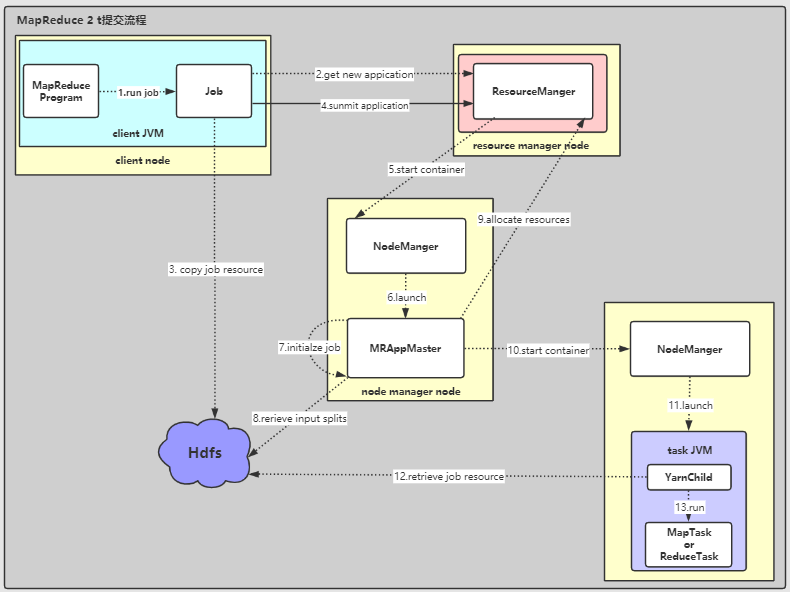 MapReduce 2 t提交流程
MapReduce
Program
1.run job
Job
client JVM
client node
2.get new appication
4.sunmit application
ResourceManger
resource manager node
5.start container
3. copy job resource
9.allocate resources
NodeManger
6.launch
7.initialze job
MRAppMaster
node manager node
10.start container
NodeManger
8.rerieve input splits
11.launch
Hdfs
task JVM
12.retrieve job resource
YarnChild
13.run
MapTask
or
ReduceTask